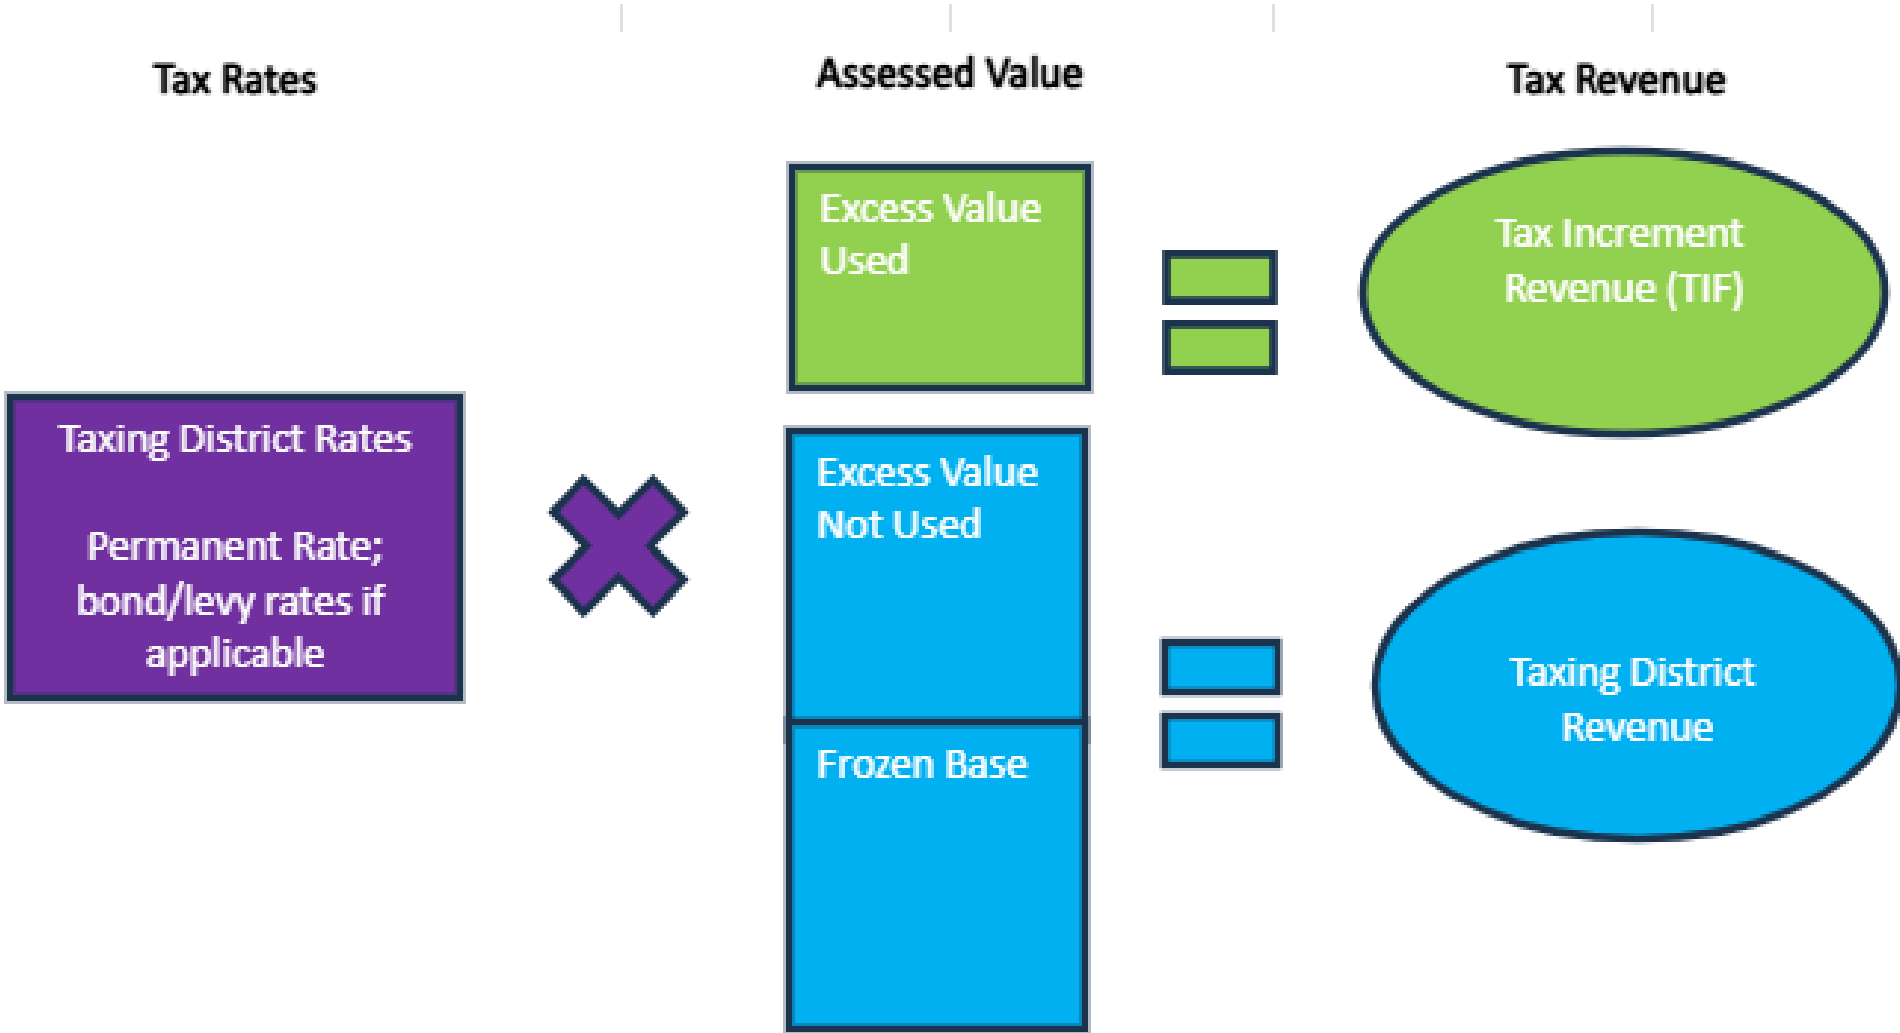 Tax Rates
Assessed Value
Tax Revenue
Taxing District Rates
Permanent Rate;
bond/levy rates if
applicable
Excess Value
Used
Excess Value
Not Used
Frozen Base
Tax Increment
Revenue (TIF)
Taxing District
Revenue